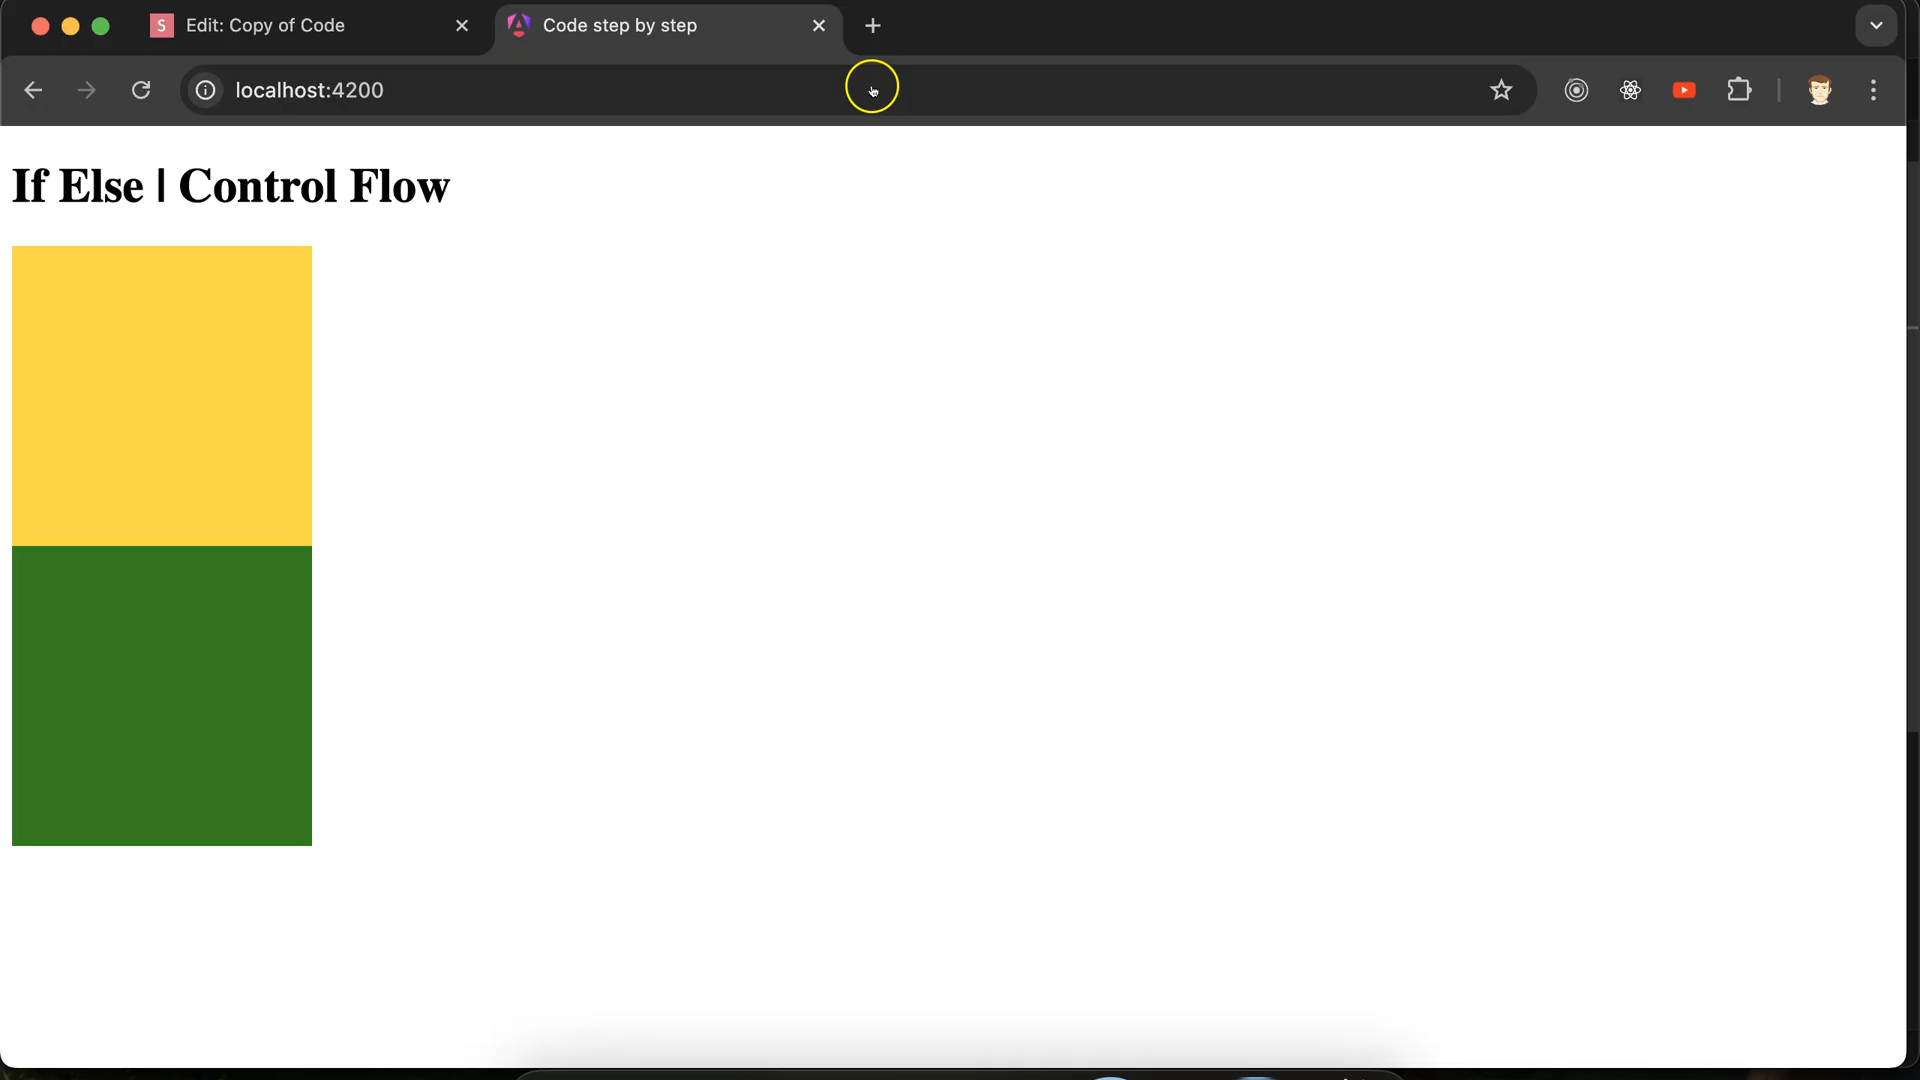 S Edit: Copy of Code
Code step by step
localhost:4200
If Else | Control Flow